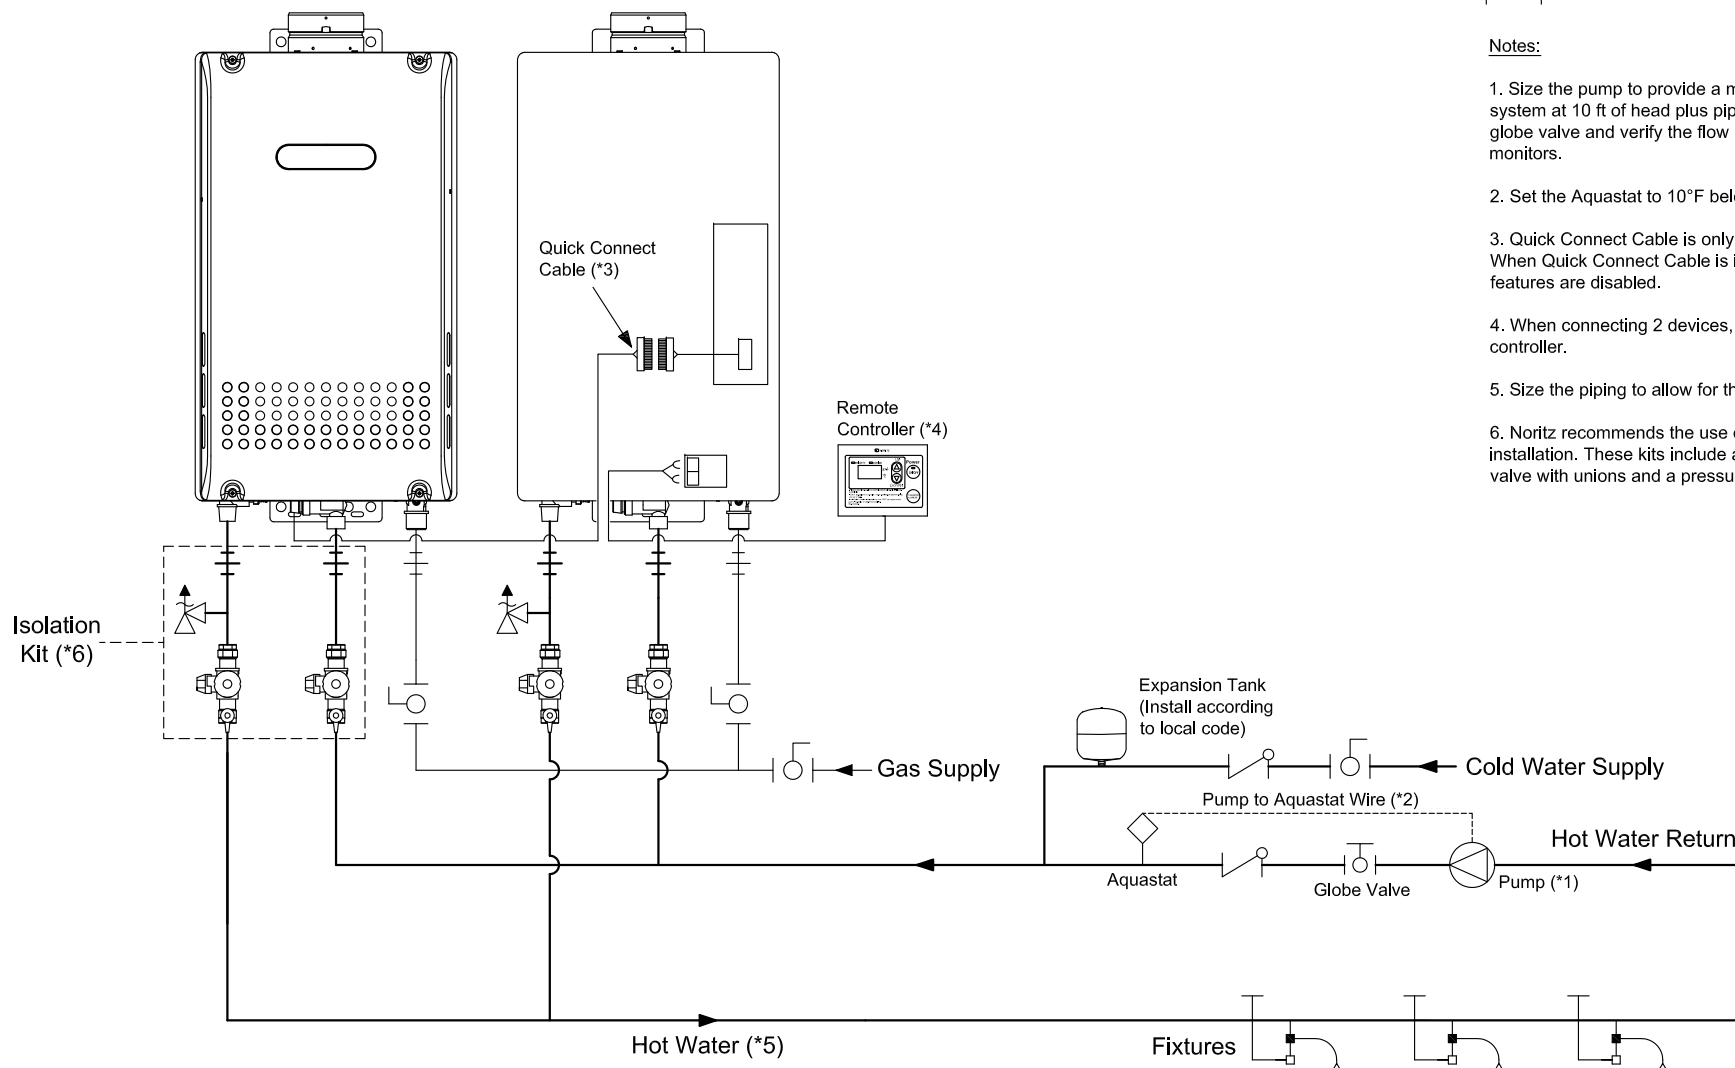 Notes:
1. Size the pump to provide a
system at 10 ft of head plus
globe valve and verify the flow
monitors.
2. Set the Aquastat to 10°F
3. Quick Connect Cable is only
When Quick Connect Cable is
features are disabled.
4. When connecting 2 devices,
controller.
5. Size the piping to allow for
6. Noritz recommends the use
installation. These kits include
valve with unions and a
Quick Connect
Cable (*3)
Remote
Controller (*4)
Power
Isolation
Kit (*6)
Expansion Tank
(Install according
to local code)
Gas Supply
Cold Water Supply
Pump to Aquastat Wire (*2)
Hot Water Return
Aquastat
Globe Valve
Pump (*1)
Hot Water (*5)
Fixtures